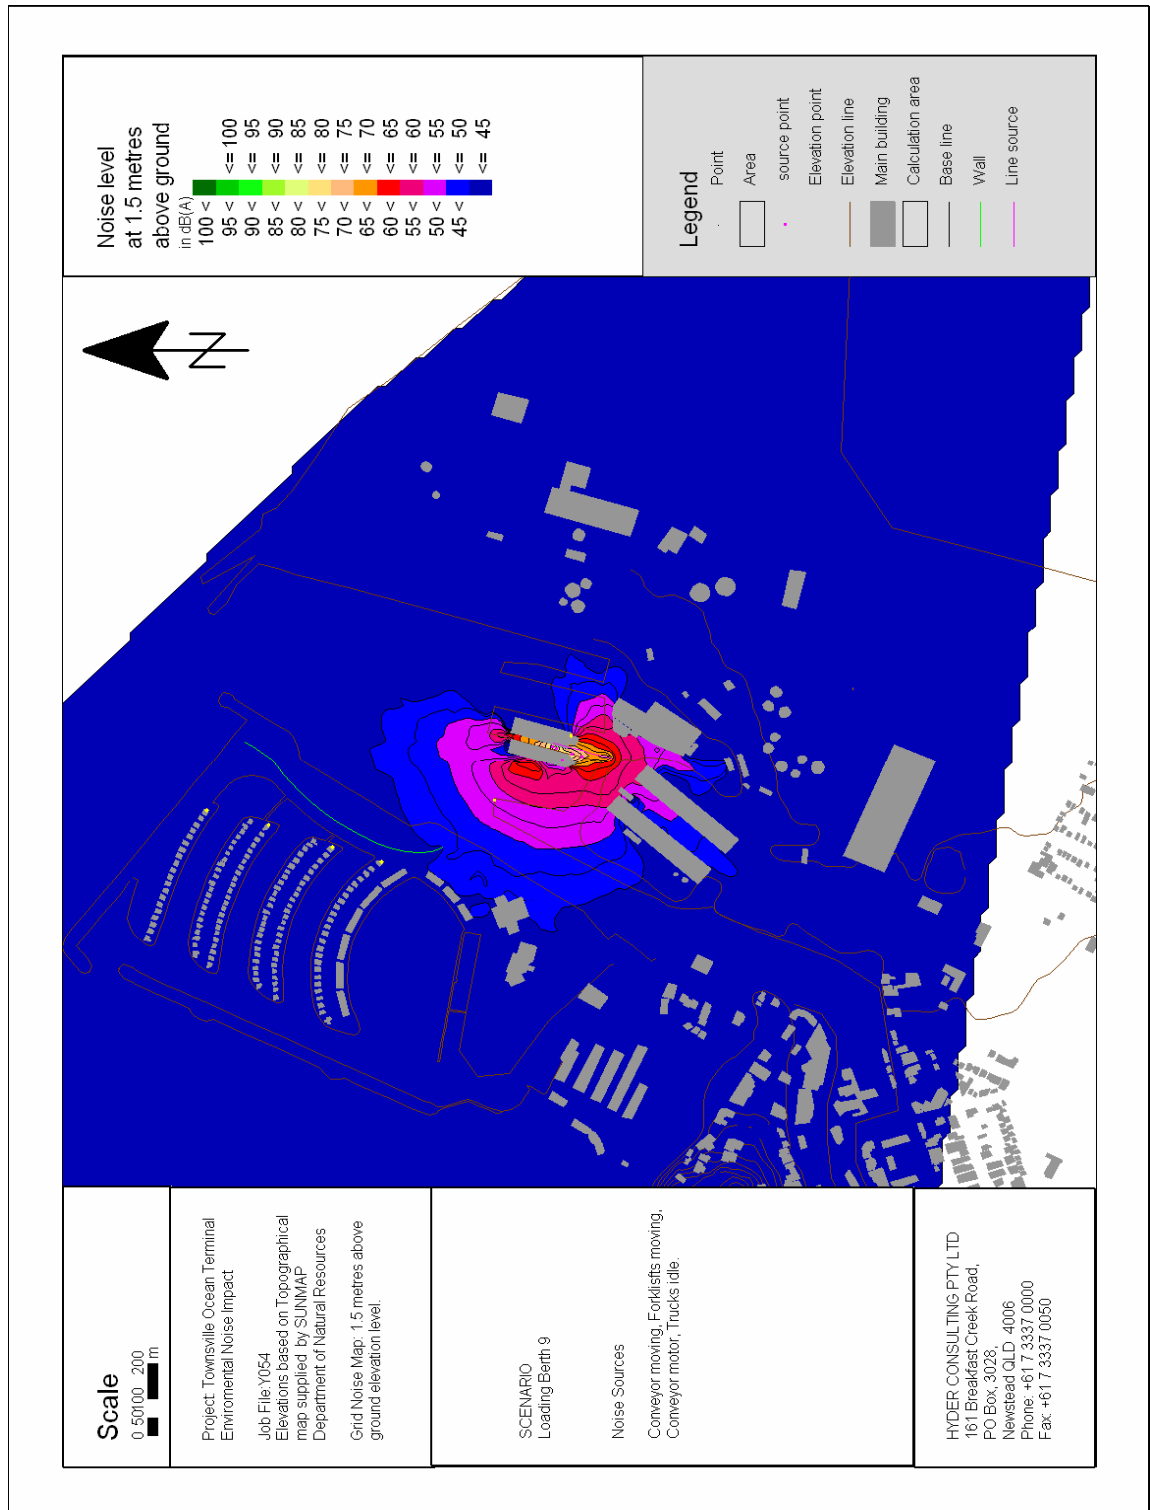 Noise level
at 1.5 metres
above ground
in dB(A)
100 <
95 < <= 100
90 < <= 95
85 < <= 90
80 < <= 85
75 < <= 80
70 < <= 75
65 < <= 70
60 < <= 65
55 < <= 60
50 < <= 55
45 < <= 50
<= 45
Legend
Point
Area
source point
Elevation point
Elevation line
Main building
Calculation area
Base line
Wall
Line source
N
Scale
0 50100 200
m
Project: Townsville Ocean Terminal
Enviromental Noise Impact
Job File:Y054
Elevations based on Topographical
map supplied by SUNMAP
Department of Natural Resources
Grid Noise Map: 1.5 metres above
ground elevation level.
SCENARIO
Loading Berth 9
Noise Sources
Conveyor moving, Forklisfts moving,
Conveyor motor, Trucks idle.
HYDER CONSULTING PTY LTD
161 Breakfast Creek Road,
PO Box, 3028,
Newstead QLD 4006
Phone: +61 7 3337 0000
Fax: +61 7 3337 0050